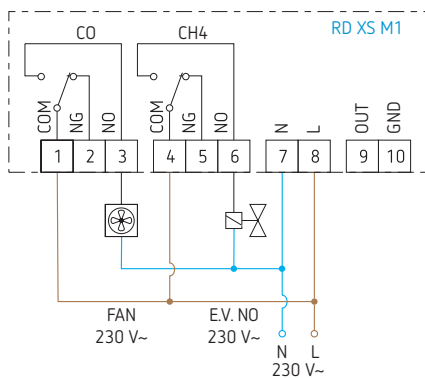 CO CH4 RD XS M1
COM NG NO COM NG NO N L OUT GND
1 2 3 4 5 6 7 8 9 10
FAN E.V. NO
230 V~ 230 V~
N L
230 V~